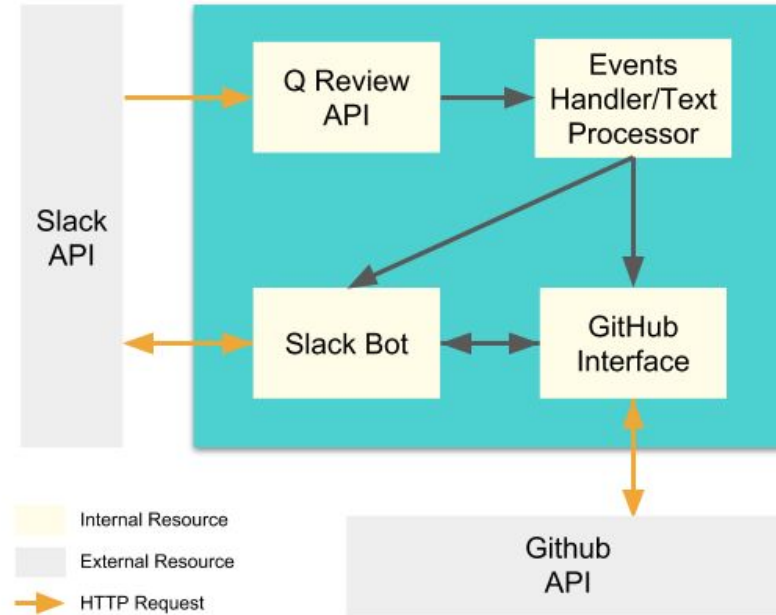 Slack
API
Q Review
API
Events
Handler/Text
Processor
Slack Bot
GitHub
Interface
Internal Resource
External Resource
HTTP Request
Github
API